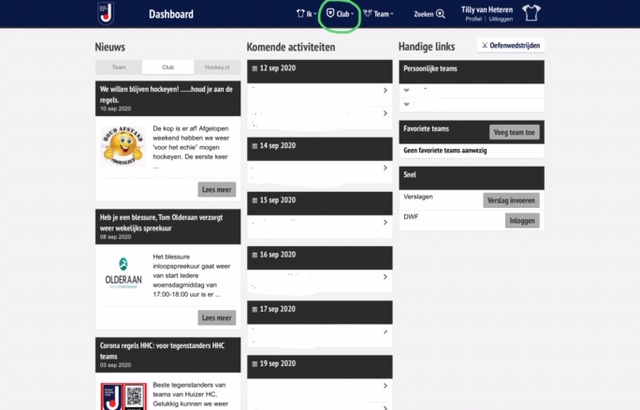 Dashboard
Ik
Club
Team
Zoeken
Tilly van Heteren
Profiel | Uitloggen
Nieuws
Team
Club
Hockey.nl
We willen blijven hockeyen! ......houd je aan de
regels.
10 sep 2020
HOUD AFSTAND
De kop is er af! Afgelopen
weekend hebben we weer
'voor het echie" mogen
hockeyen. De eerste keer
...
Lees meer
Heb je een blessure, Tom Olderaan verzorgt
weer wekelijks spreekuur
08 sep 2020
OLDERAAN
Het blessure
inloopspreekuur gaat weer
van start Iedere
woensdagmiddag van
17:00-18:00 uur is er ...
Lees meer
Corona regels HHC: voor tegenstanders HHC
teams
03 sep 2020
Beste tegenstanders van
teams van Huizer HC,
Gelukkig kunnen we weer
Komende activiteiten
12 sep 2020
14 sep 2020
15 sep 2020
16 sep 2020
17 sep 2020
19 sep 2020
Handige links
Oefenwedstrijden
Persoonlijke teams
Favoriete teams
Voeg team toe
Geen favoriete teams aanwezig
Snel
Verslagen
Verslag invoeren
DWF
Inloggen